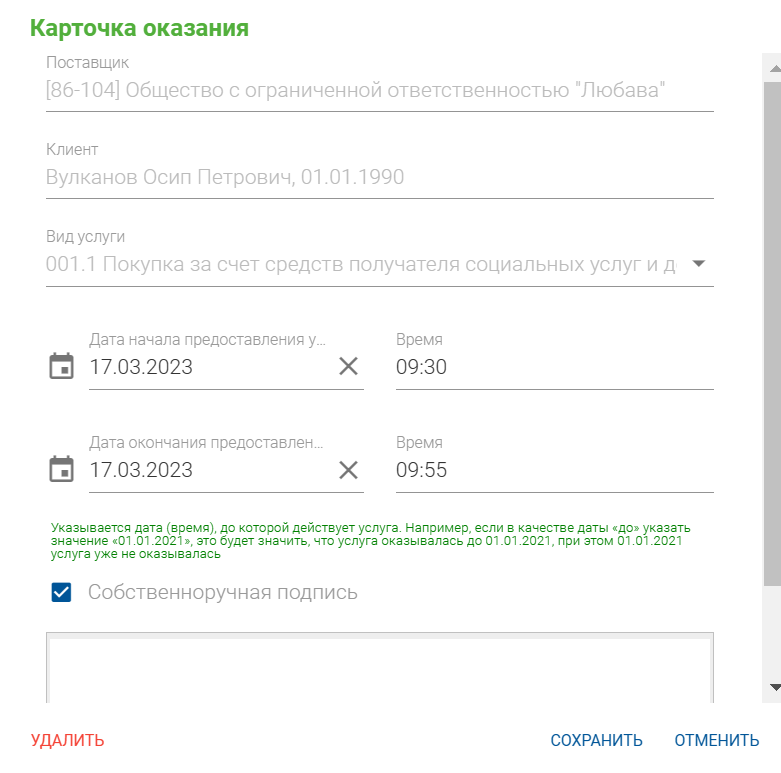 Карточка оказания
Поставщик
[86-104] Общество с ограниченной ответственностью "Любава"
Клиент
Вулканов Осип Петрович, 01.01.1990
Вид услуги
001.1 Покупка за счет средств получателя социальных услуг и д
Дата начала предоставления у... Время
17.03.2023 09:30
Дата окончания предоставлен... Время
17.03.2023 09:55
Указывается дата (время), до которой действует услуга. Например, если в качестве даты «до» указать
значение «01.01.2021», это будет значить, что услуга оказывалась до 01.01.2021, при этом 01.01.2021
услуга уже не оказывалась
Собственноручная подпись
УДАЛИТЬ СОХРАНИТЬ ОТМЕНИТЬ